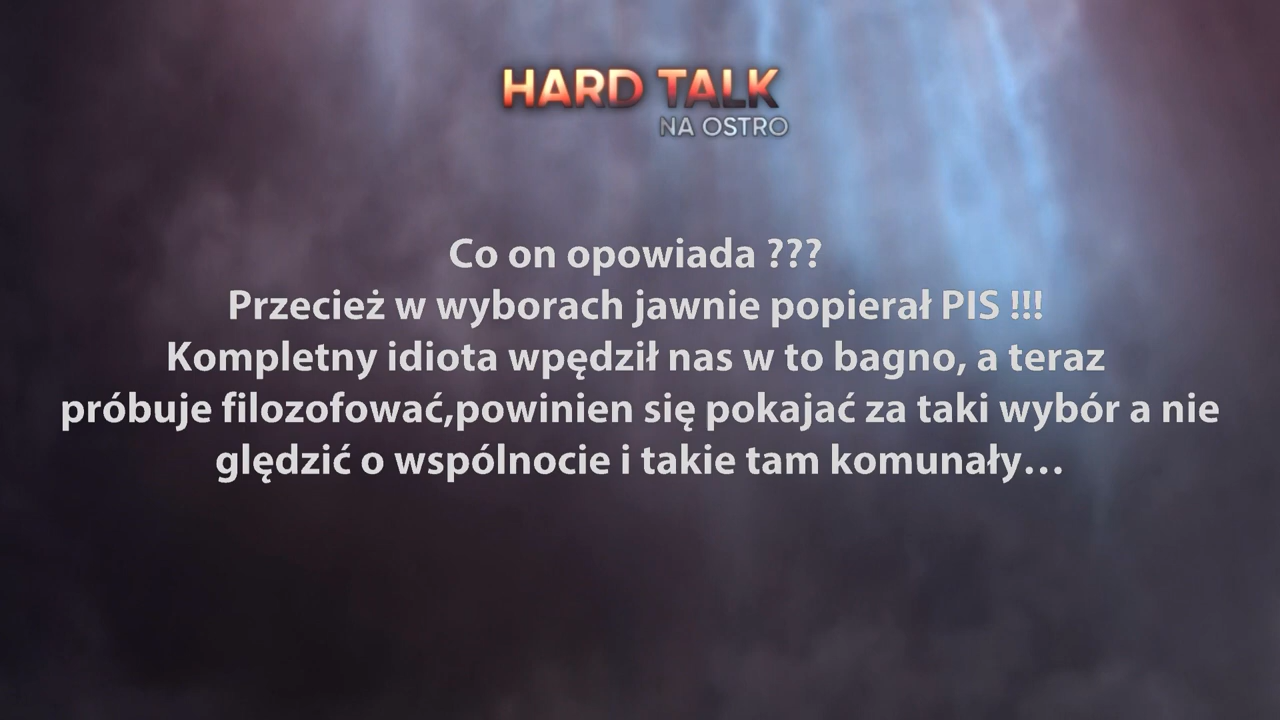 HARD TALK
NA OSTRO
Co on opowiada ???
Przecież w wyborach jawnie popierał PIS !!!
Kompletny idiota wpędził nas w to bagno, a teraz
próbuje filozofować,powinien się pokajać za taki wybór a nie
ględzić o wspólnocie i takie tam komunały…